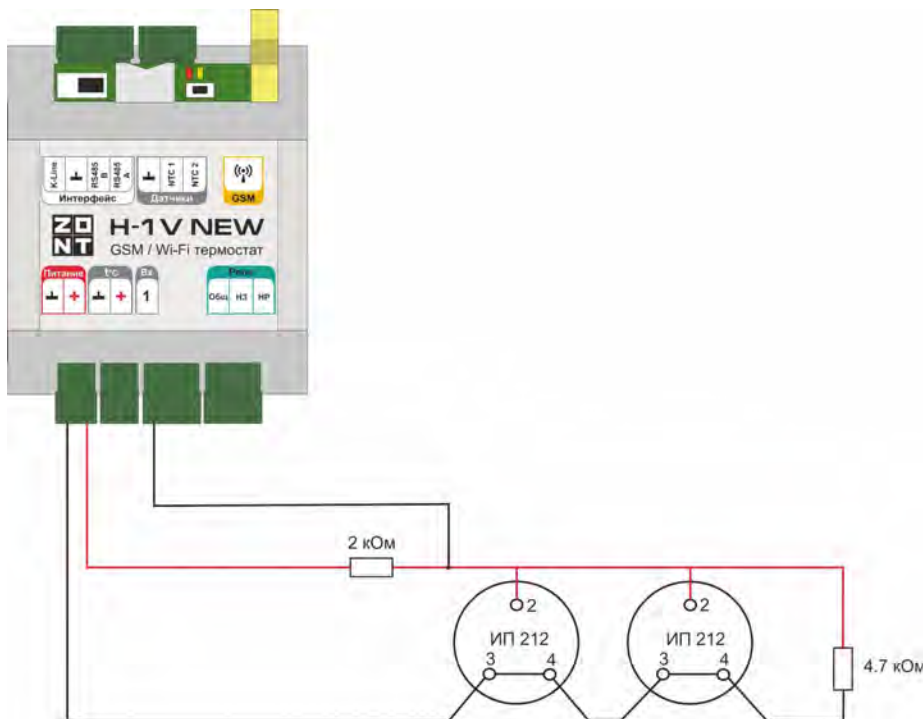 K-Line
RS485 B
RS485 A
NTC 1
NTC 2
Интерфейс
Датчики
GSM
ZONT
H-1V NEW
GSM / Wi-Fi термостат
Питание
t°C
Вх
Реле
+
+
1
Общ
НЗ
НР
2 кОм
2
2
ИП 212
ИП 212
3
4
3
4
4.7 кОм